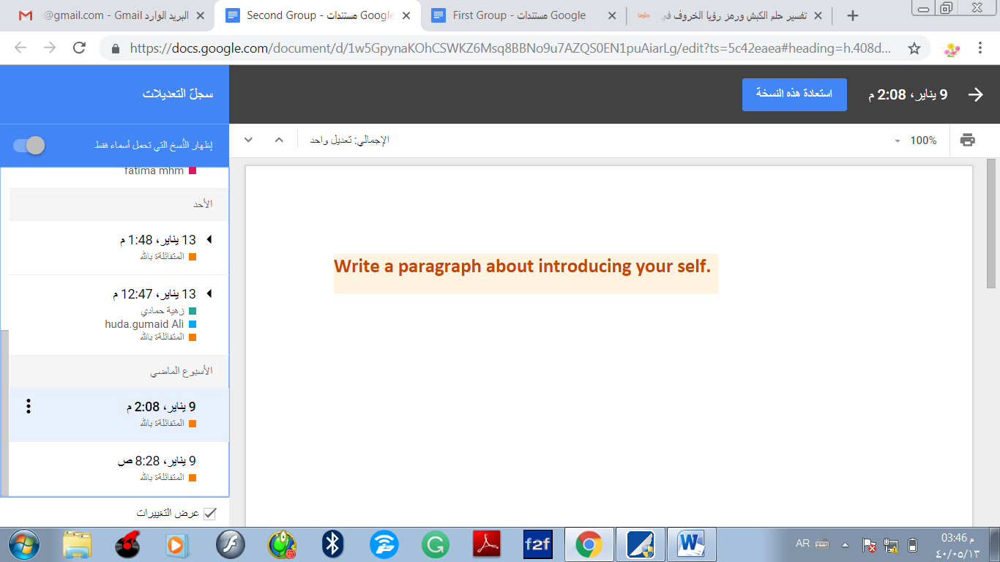 البريد الوارد @gmail.com - Gmail
Second Group - مستندات Google
First Group - مستندات Google
تفسير حلم الكبش ورمز رؤيا الخروف في
https://docs.google.com/document/d/1w5GpynaKOhCSWKZ6Msq8BBNo9u7AZQS0EN1puAiarLg/edit?ts=5c42eaea#heading=h.408d...
سجلّ التعديلات
استعادة هذه النسخة
9 يناير، 2:08 م
إظهار النُسخ التي تحمل أسماء فقط
الإجمالي: تعديل واحد
100%
fatima mhm
الأحد
13 يناير، 1:48 م
المتفائلةة بالله
13 يناير، 12:47 م
زهية حمادي
huda.gumaid Ali
المتفائلةة بالله
الأسبوع الماضي
9 يناير، 2:08 م
المتفائلةة بالله
9 يناير، 8:28 ص
المتفائلةة بالله
عرض التغييرات
Write a paragraph about introducing your self.
f2f
AR
03:46 م
٤٠/٠٥/١٣